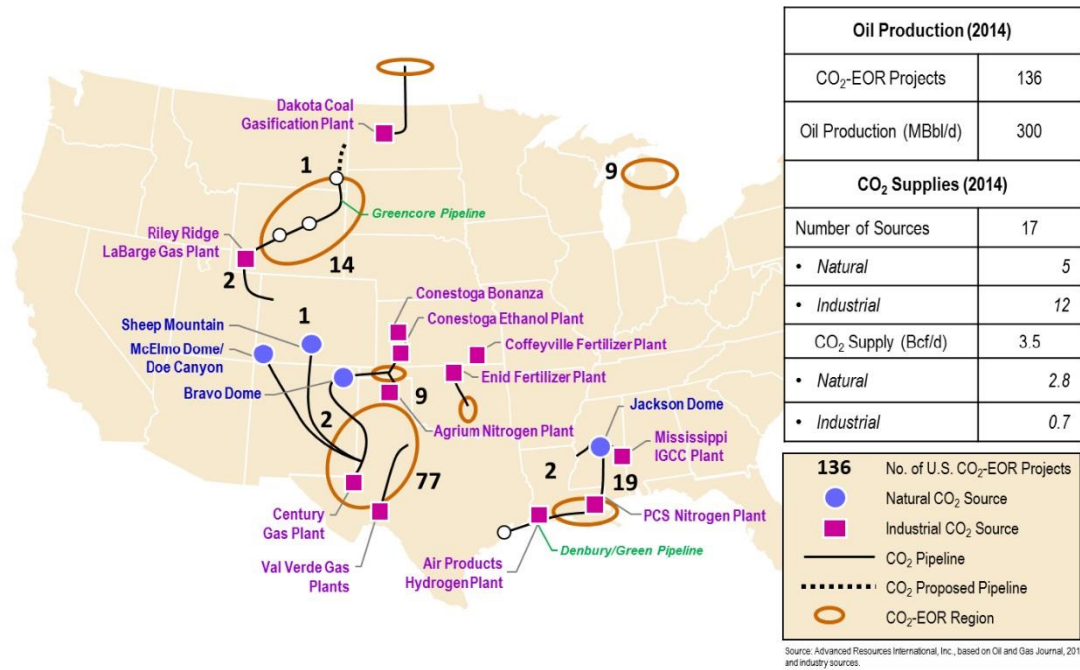 Dakota Coal
Gasification Plant
1
9
Greencore Pipeline
Riley Ridge
LaBarge Gas Plant
14
2
Conestoga Bonanza
1
Conestoga Ethanol Plant
Sheep Mountain
McElmo Dome/
Doe Canyon
Coffeyville Fertilizer Plant
Enid Fertilizer Plant
Bravo Dome
9
Jackson Dome
2
Agrium Nitrogen Plant
Mississippi
IGCC Plant
2
77
19
Century
Gas Plant
PCS Nitrogen Plant
Denbury/Green Pipeline
Val Verde Gas
Plants
Air Products
HydrogenPlant
Oil Production (2014)
CO₂-EOR Projects 136
Oil Production (MBbl/d) 300
CO₂ Supplies (2014)
Number of Sources 17
• Natural 5
• Industrial 12
CO₂ Supply (Bcf/d) 3.5
• Natural 2.8
• Industrial 0.7
136 No. of U.S. CO₂-EOR Projects
Natural CO₂ Source
Industrial CO₂ Source
CO₂ Pipeline
CO₂ Proposed Pipeline
CO₂-EOR Region
Source: Advanced Resources International, Inc., based on Oil and Gas Journal, 201
and industry sources.